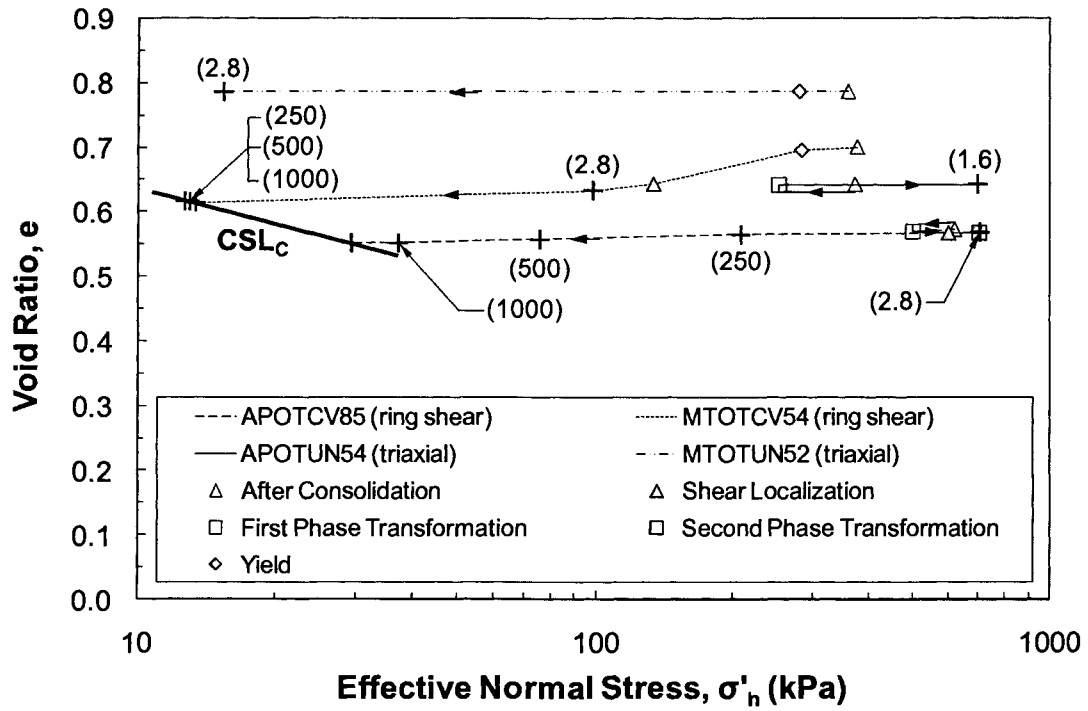 0.9
0.8
0.7
0.6
0.5
0.4
0.3
0.2
0.1
0.0
Void Ratio, e
(2.8)
(250)
(500)
(1000)
(2.8)
(1.6)
CSL_C
(500)
(250)
(1000)
(2.8)
APOTCV85 (ring shear)
MTOTCV54 (ring shear)
APOTUN54 (triaxial)
MTOTUN52 (triaxial)
After Consolidation
Shear Localization
First Phase Transformation
Second Phase Transformation
Yield
10
100
1000
Effective Normal Stress, σ'n (kPa)